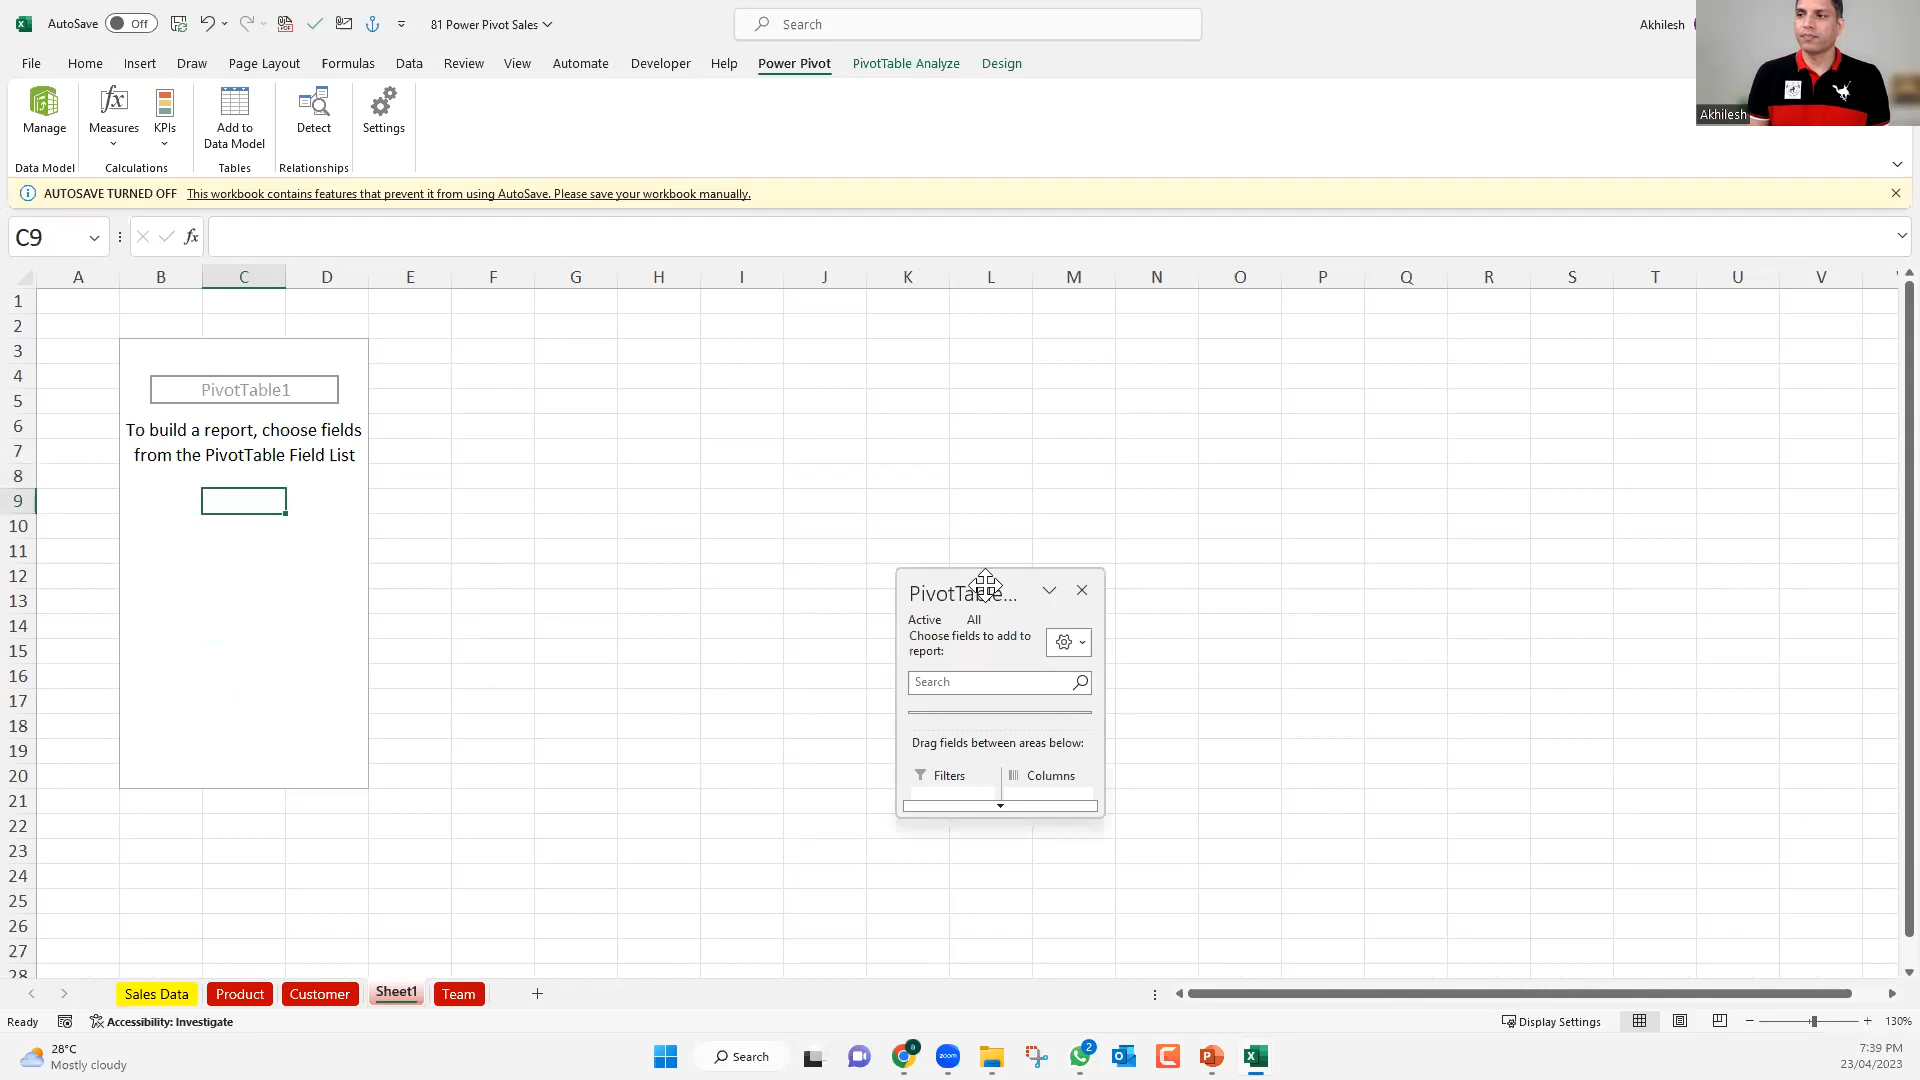 AutoSave Off 81 Power Pivot Sales Search Akhilesh
File Home Insert Draw Page Layout Formulas Data Review View Automate Developer Help Power Pivot PivotTable Analyze Design
Manage Measures KPIs Add to Data Model Detect Settings
Data Model Calculations Tables Relationships
Akhilesh
AUTOSAVE TURNED OFF This workbook contains features that prevent it from using AutoSave. Please save your workbook manually.
C9 fx
A B C D E F G H I J K L M N O P Q R S T U V
1
2
3
4
5
6
7
8
9
10
11
12
13
14
15
16
17
18
19
20
21
22
23
24
25
26
27
28
PivotTable1
To build a report, choose fields
from the PivotTable Field List
PivotTable...
Active All
Choose fields to add to
report:
Search
Drag fields between areas below:
Filters Columns
Sales Data Product Customer Sheet1 Team
Ready Accessibility: Investigate Display Settings 130%
28°C
Mostly cloudy
Search
zoom
2
7:39 PM
23/04/2023